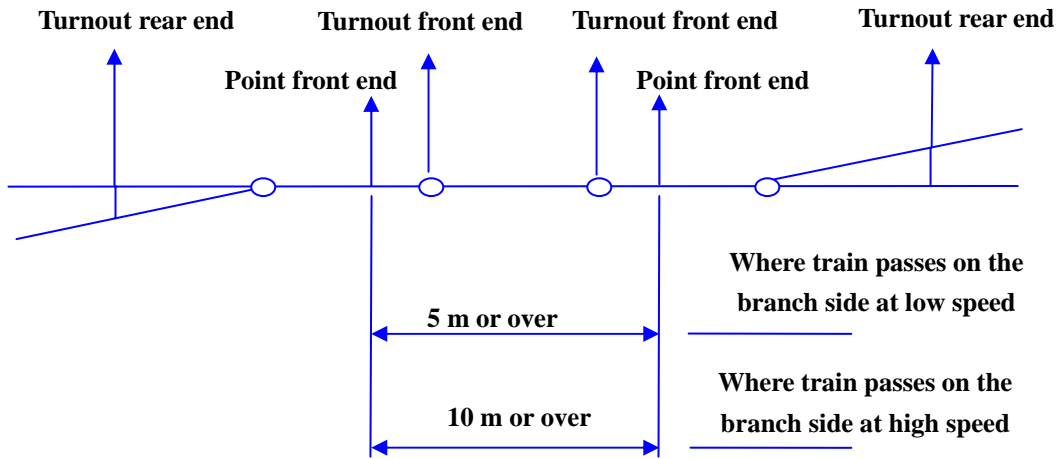 Turnout rear end
Turnout front end
Turnout front end
Turnout rear end
Point front end
Point front end
Where train passes on the
branch side at low speed
5 m or over
Where train passes on the
branch side at high speed
10 m or over